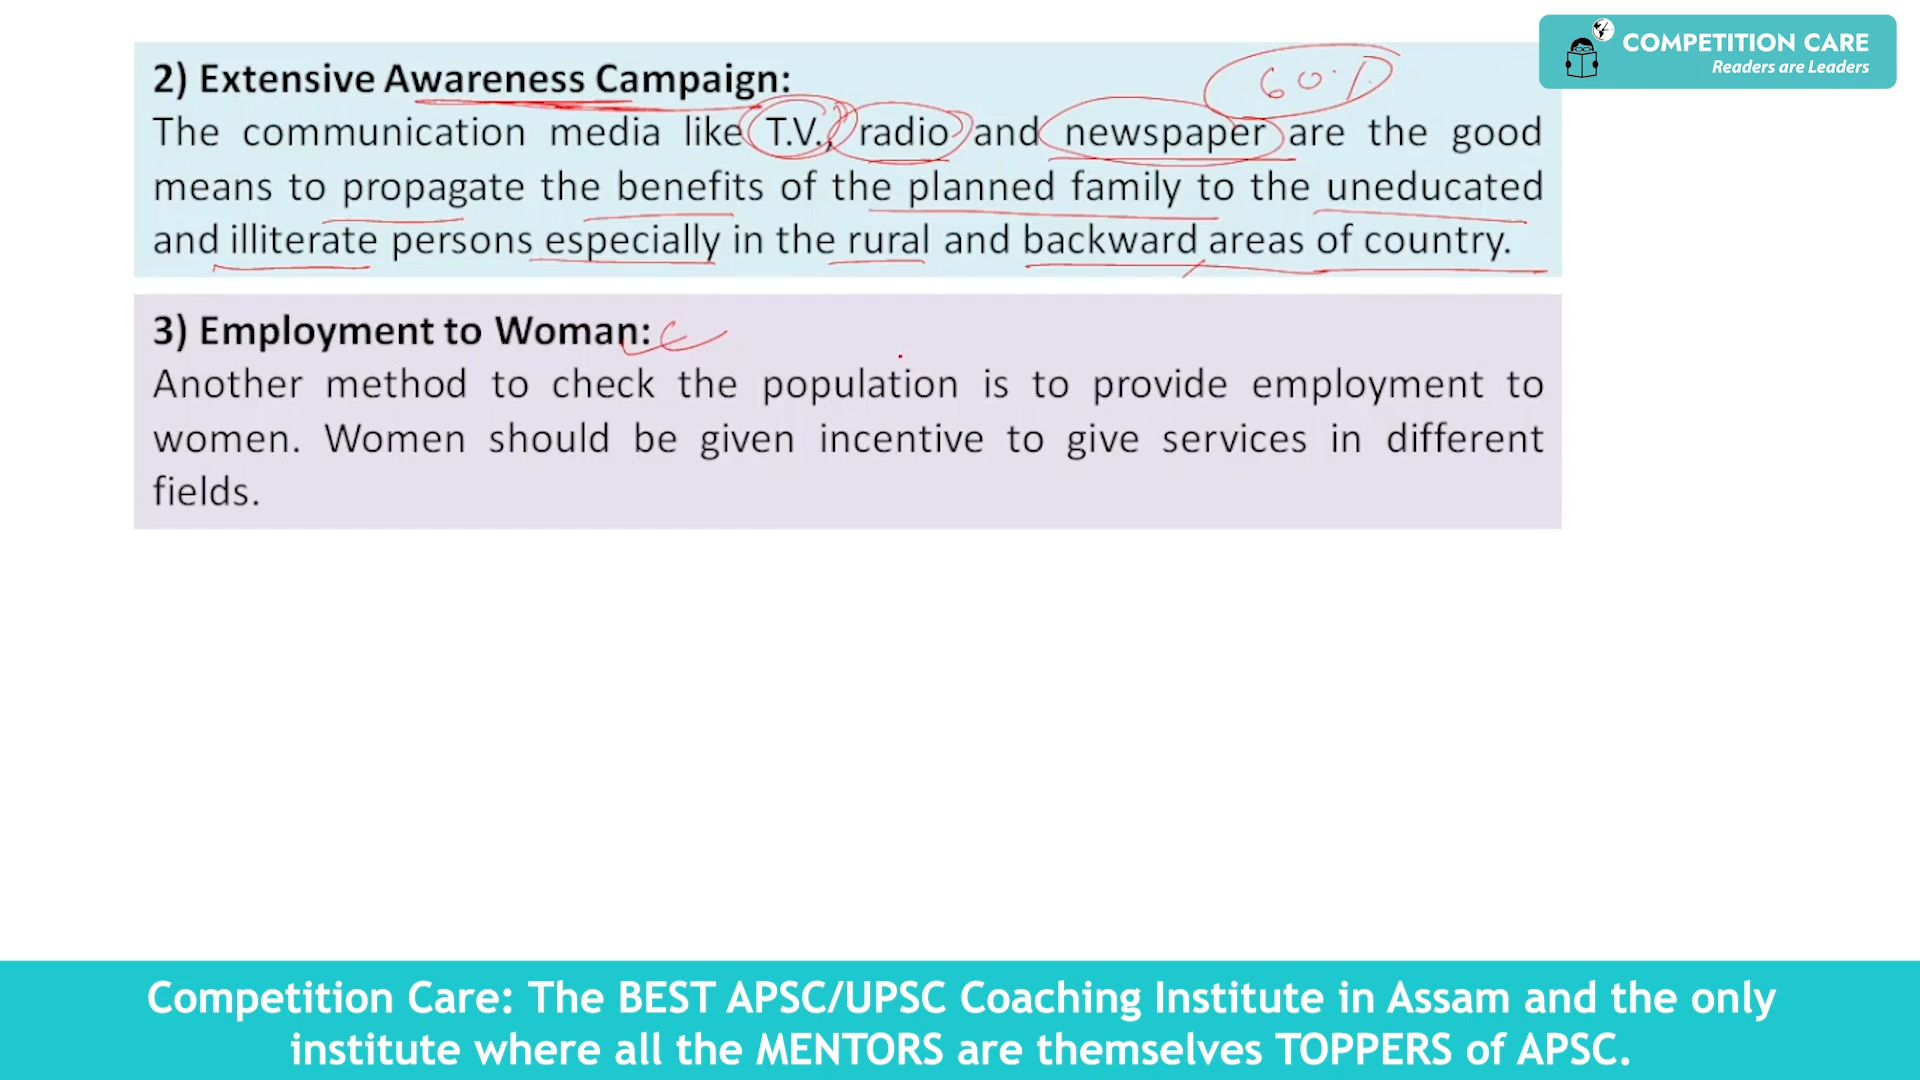 COMPETITION CARE
Readers are Leaders
2) Extensive Awareness Campaign:
60%
The communication media like T.V., radio and newspaper are the good
means to propagate the benefits of the planned family to the uneducated
and illiterate persons especially in the rural and backward areas of country.
3) Employment to Woman:
Another method to check the population is to provide employment to
women. Women should be given incentive to give services in different
fields.
Competition Care: The BEST APSC/UPSC Coaching Institute in Assam and the only
institute where all the MENTORS are themselves TOPPERS of APSC.